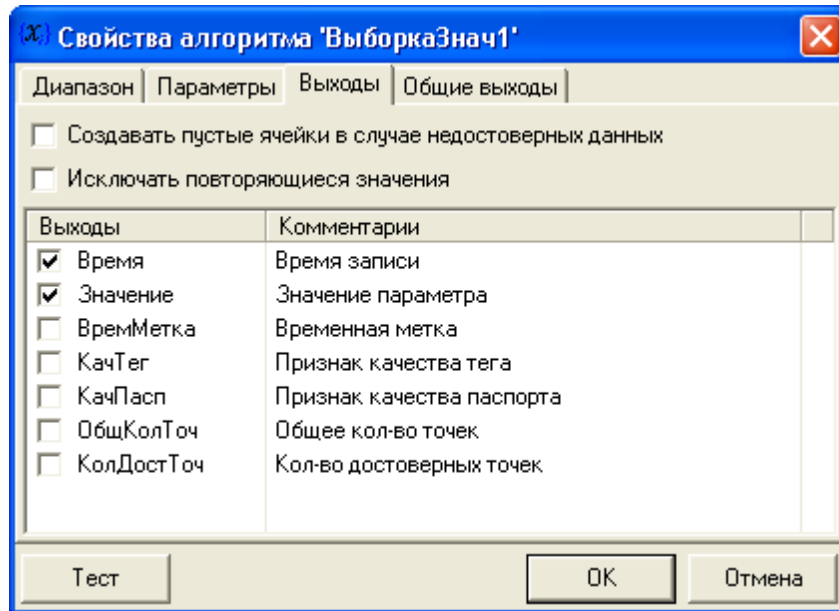 {X} Свойства алгоритма 'ВыборкаЗнач1'
Диапазон Параметры Выходы Общие выходы
Создавать пустые ячейки в случае недостоверных данных
Исключать повторяющиеся значения
Выходы Комментарии
Время Время записи
Значение Значение параметра
ВремМетка Временная метка
КачТег Признак качества тега
КачПасп Признак качества паспорта
ОбщКолТоч Общее кол-во точек
КолДостТоч Кол-во достоверных точек
Тест OK Отмена